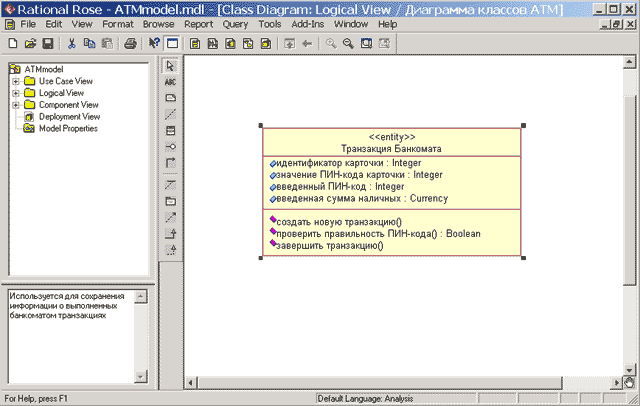 Rational Rose - ATMmodel.mdl - [Class Diagram: Logical View / Диаграмма классов ATM]
File Edit View Format Browse Report Query Tools Add-Ins Window Help
ABC
ATMmodel
Use Case View
Logical View
Component View
Deployment View
Model Properties
<<entity>>
Транзакция Банкомата
идентификатор карточки : Integer
значение ПИН-кода карточки : Integer
введенный ПИН-код : Integer
введенная сумма наличных : Currency
создать новую транзакцию()
проверить правильность ПИН-кода() : Boolean
завершить транзакцию()
Используется для сохранения
информации о выполненных
банкоматом транзакциях
For Help, press F1
Default Language: Analysis